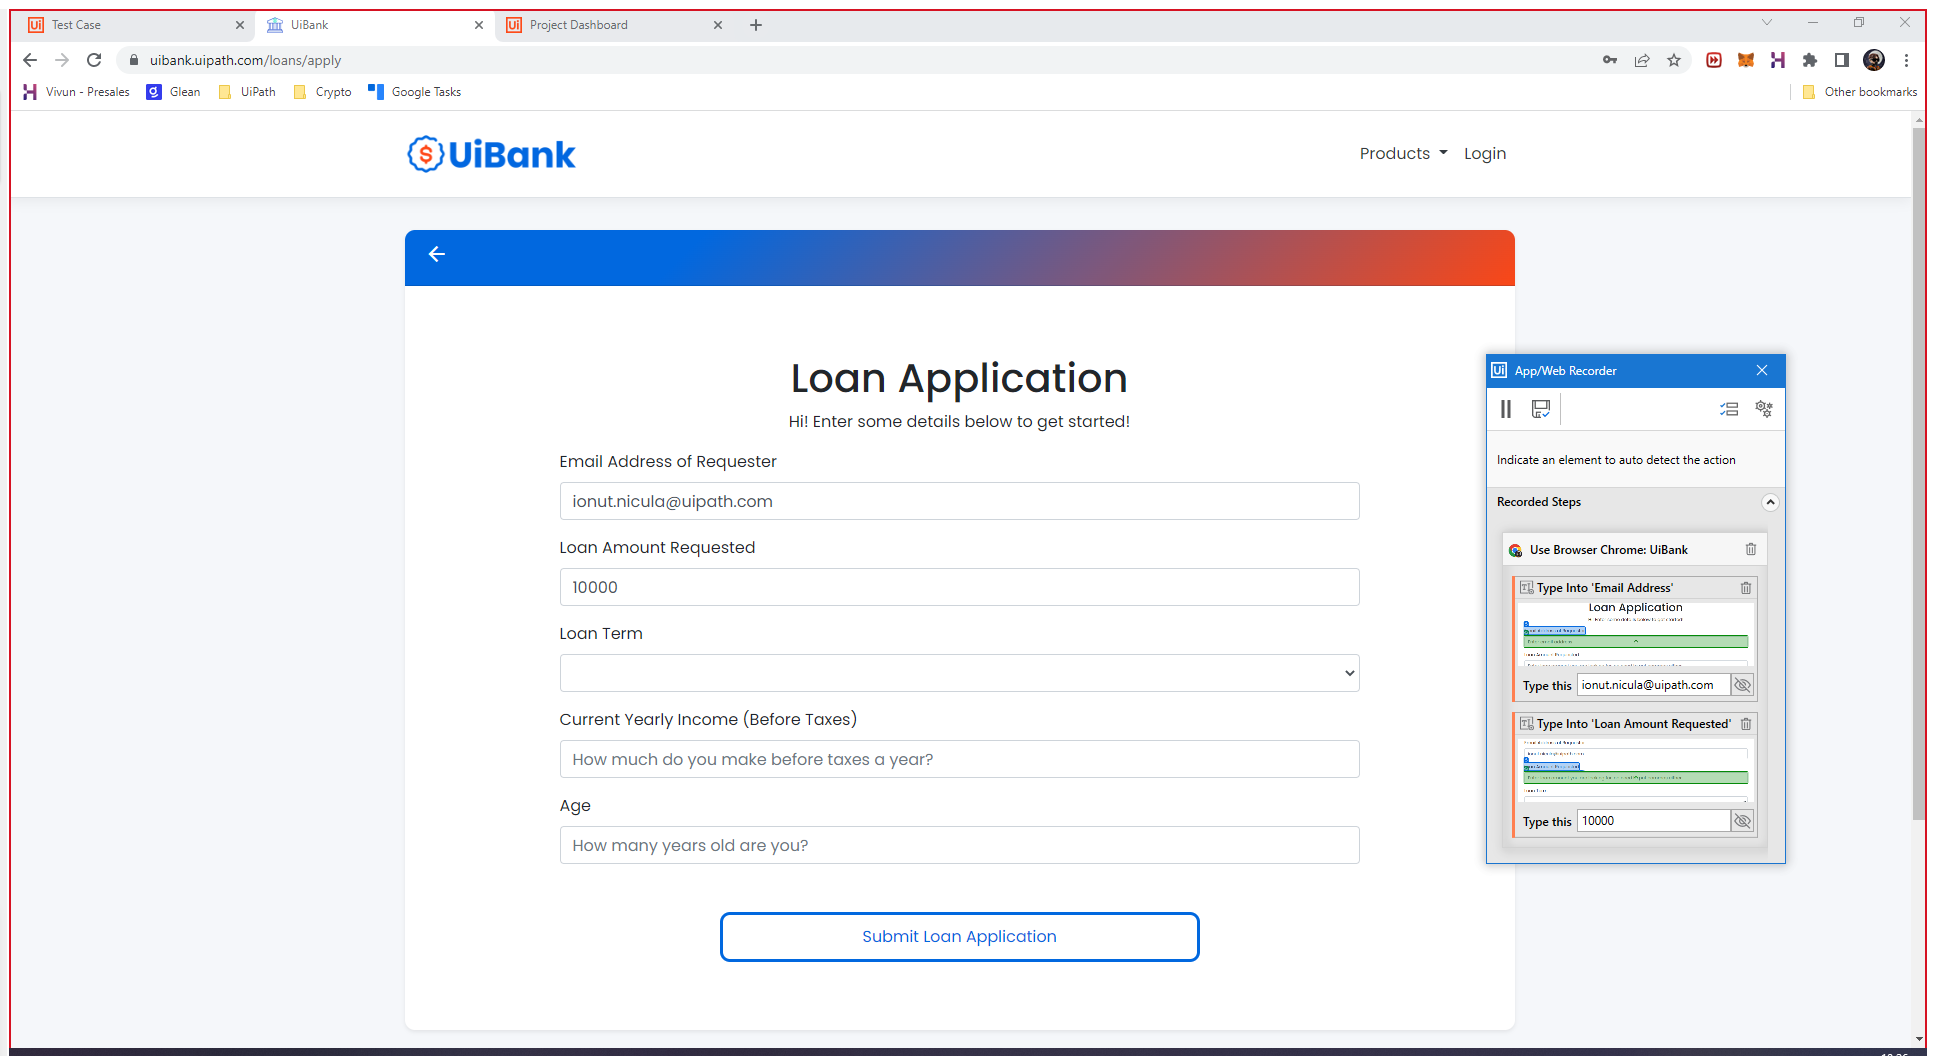 Test Case
UiBank
Project Dashboard
uibank.uipath.com/loans/apply
Vivun - Presales
Glean
UiPath
Crypto
Google Tasks
Other bookmarks
$ UiBank
Products
Login
Loan Application
Hi! Enter some details below to get started!
Email Address of Requester
ionut.nicula@uipath.com
Loan Amount Requested
10000
Loan Term
Current Yearly Income (Before Taxes)
How much do you make before taxes a year?
Age
How many years old are you?
Submit Loan Application
Ui App/Web Recorder
Indicate an element to auto detect the action
Recorded Steps
Use Browser Chrome: UiBank
Type Into 'Email Address'
Loan Application
Type this ionut.nicula@uipath.com
Type Into 'Loan Amount Requested'
Type this 10000